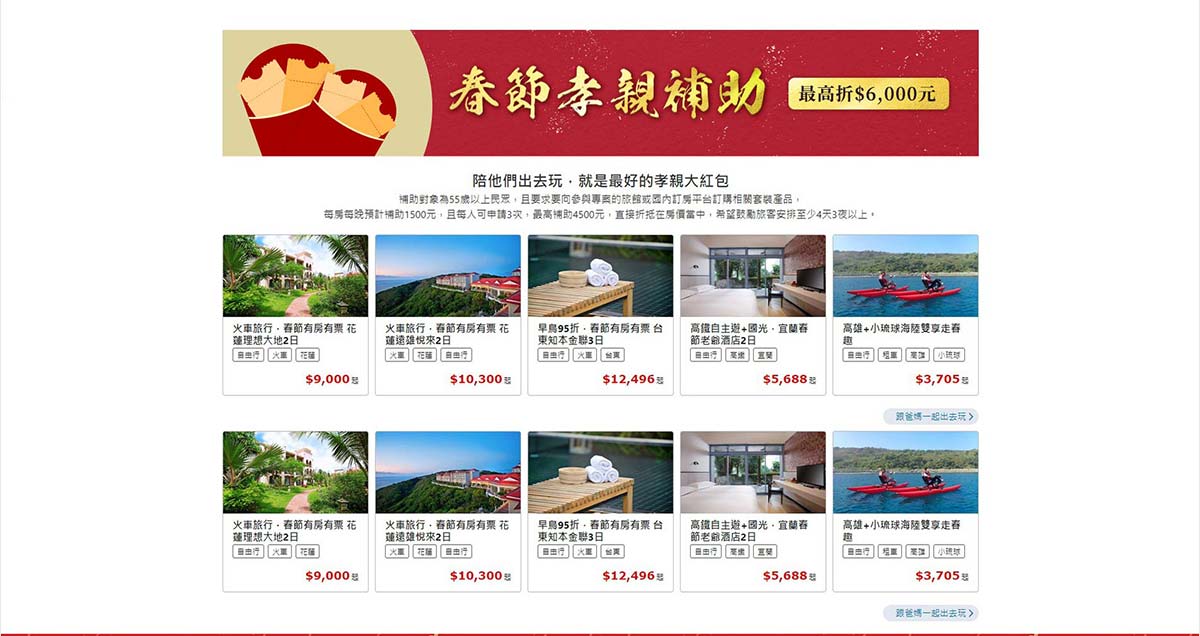 春節孝親補助
最高折$6,000元
陪他們出去玩．就是最好的孝親大紅包
補助對象為55歲以上民眾，且要求要向參與專案的旅館或國內訂房平台訂購相關套裝產品，
每房每晚預計補助1500元，且每人可申請3次，最高補助4500元，直接折抵在房價當中，希望鼓勵旅客安排至少4天3夜以上。
火車旅行．春節有房有票 花
蓮理想大地2日
自由行 火車 花蓮
$9,000起
火車旅行．春節有房有票 花
蓮遠雄悅來2日
火車 花蓮 自由行
$10,300起
早鳥95折．春節有房有票 台
東知本金聯3日
自由行 火車 台東
$12,496起
高鐵自主遊+國光．宜蘭春
節老爺酒店2日
自由行 高鐵 宜蘭
$5,688起
高雄+小琉球海陸雙享走春
趣
自由行 租車 高雄 小琉球
$3,705起
跟爸媽一起出去玩
火車旅行．春節有房有票 花
蓮理想大地2日
自由行 火車 花蓮
$9,000起
火車旅行．春節有房有票 花
蓮遠雄悅來2日
火車 花蓮 自由行
$10,300起
早鳥95折．春節有房有票 台
東知本金聯3日
自由行 火車 台東
$12,496起
高鐵自主遊+國光．宜蘭春
節老爺酒店2日
自由行 高鐵 宜蘭
$5,688起
高雄+小琉球海陸雙享走春
趣
自由行 租車 高雄 小琉球
$3,705起
跟爸媽一起出去玩